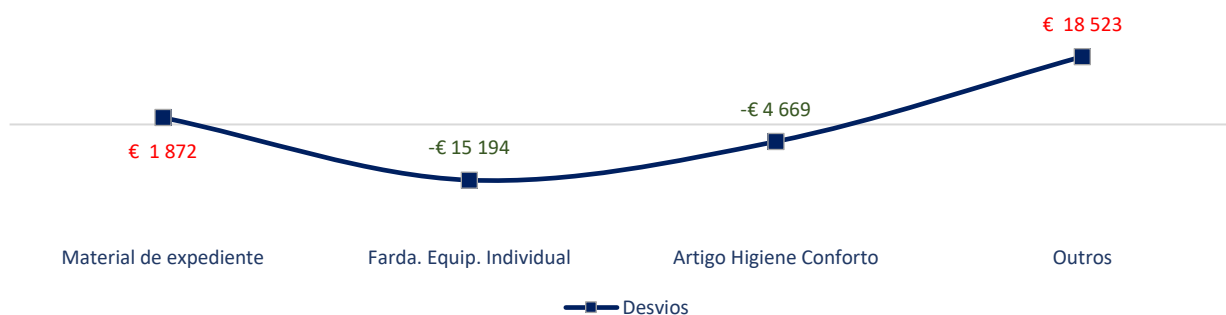 € 18 523
-€ 4 669
€ 1 872
-€ 15 194
Material de expediente
Farda. Equip. Individual
Artigo Higiene Conforto
Outros
Desvios